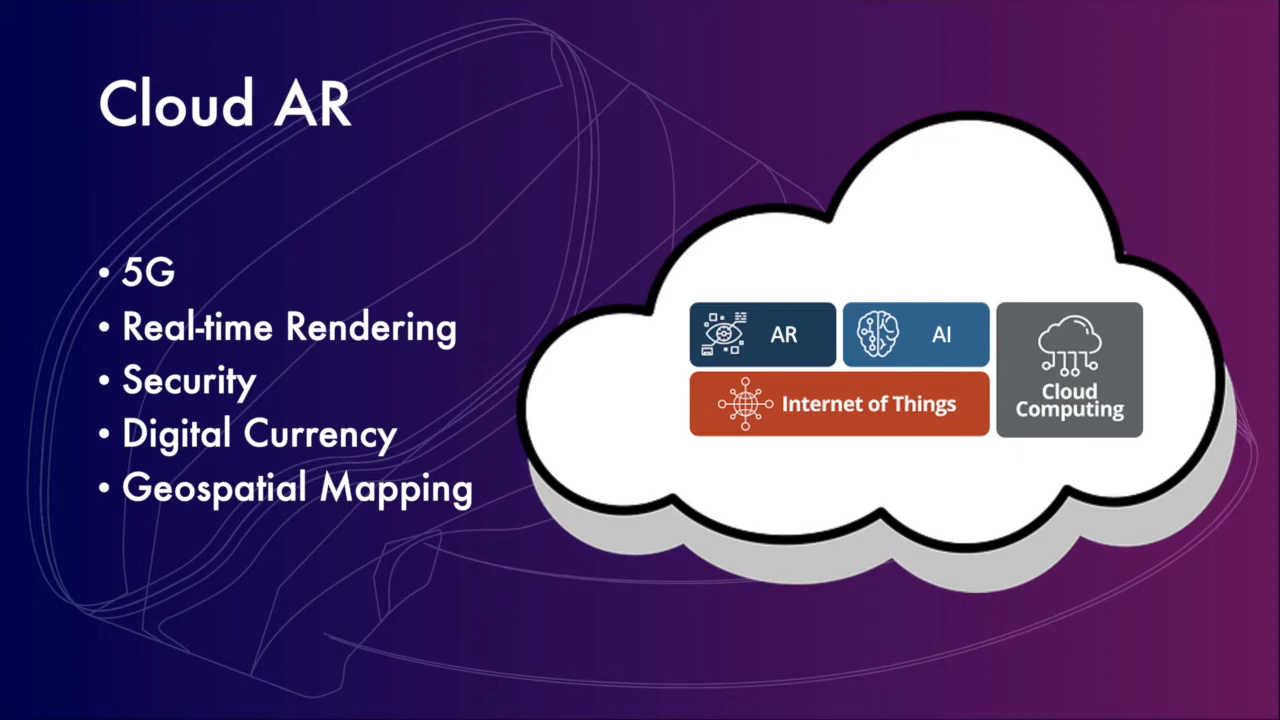 Cloud AR
• 5G
• Real-time Rendering
• Security
• Digital Currency
• Geospatial Mapping
AR
AI
Internet of Things
Cloud
Computing